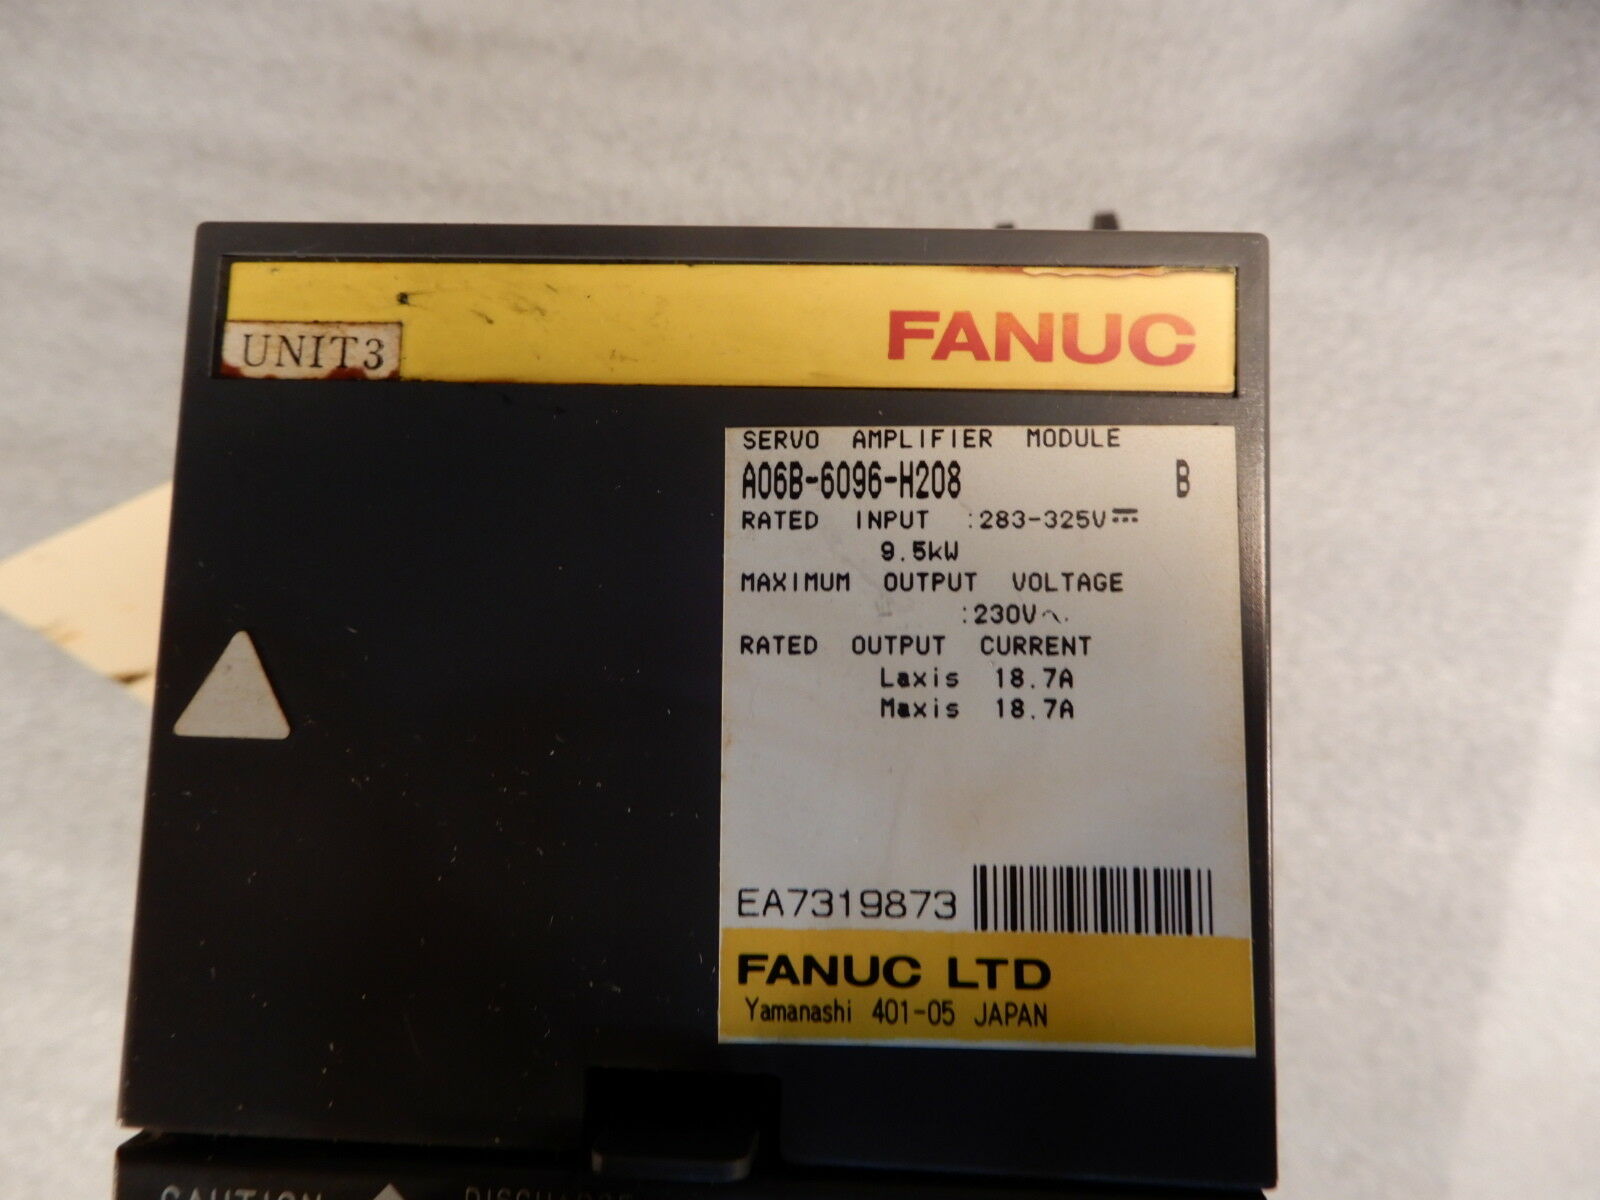 FANUC
UNIT3
SERVO AMPLIFIER MODULE
A06B-6096-H208 B
RATED INPUT :283-325V⎓
9.5kW
MAXIMUM OUTPUT VOLTAGE
:230V∿
RATED OUTPUT CURRENT
Laxis 18.7A
Maxis 18.7A
EA7319873
FANUC LTD
Yamanashi 401-05 JAPAN
CAUTION